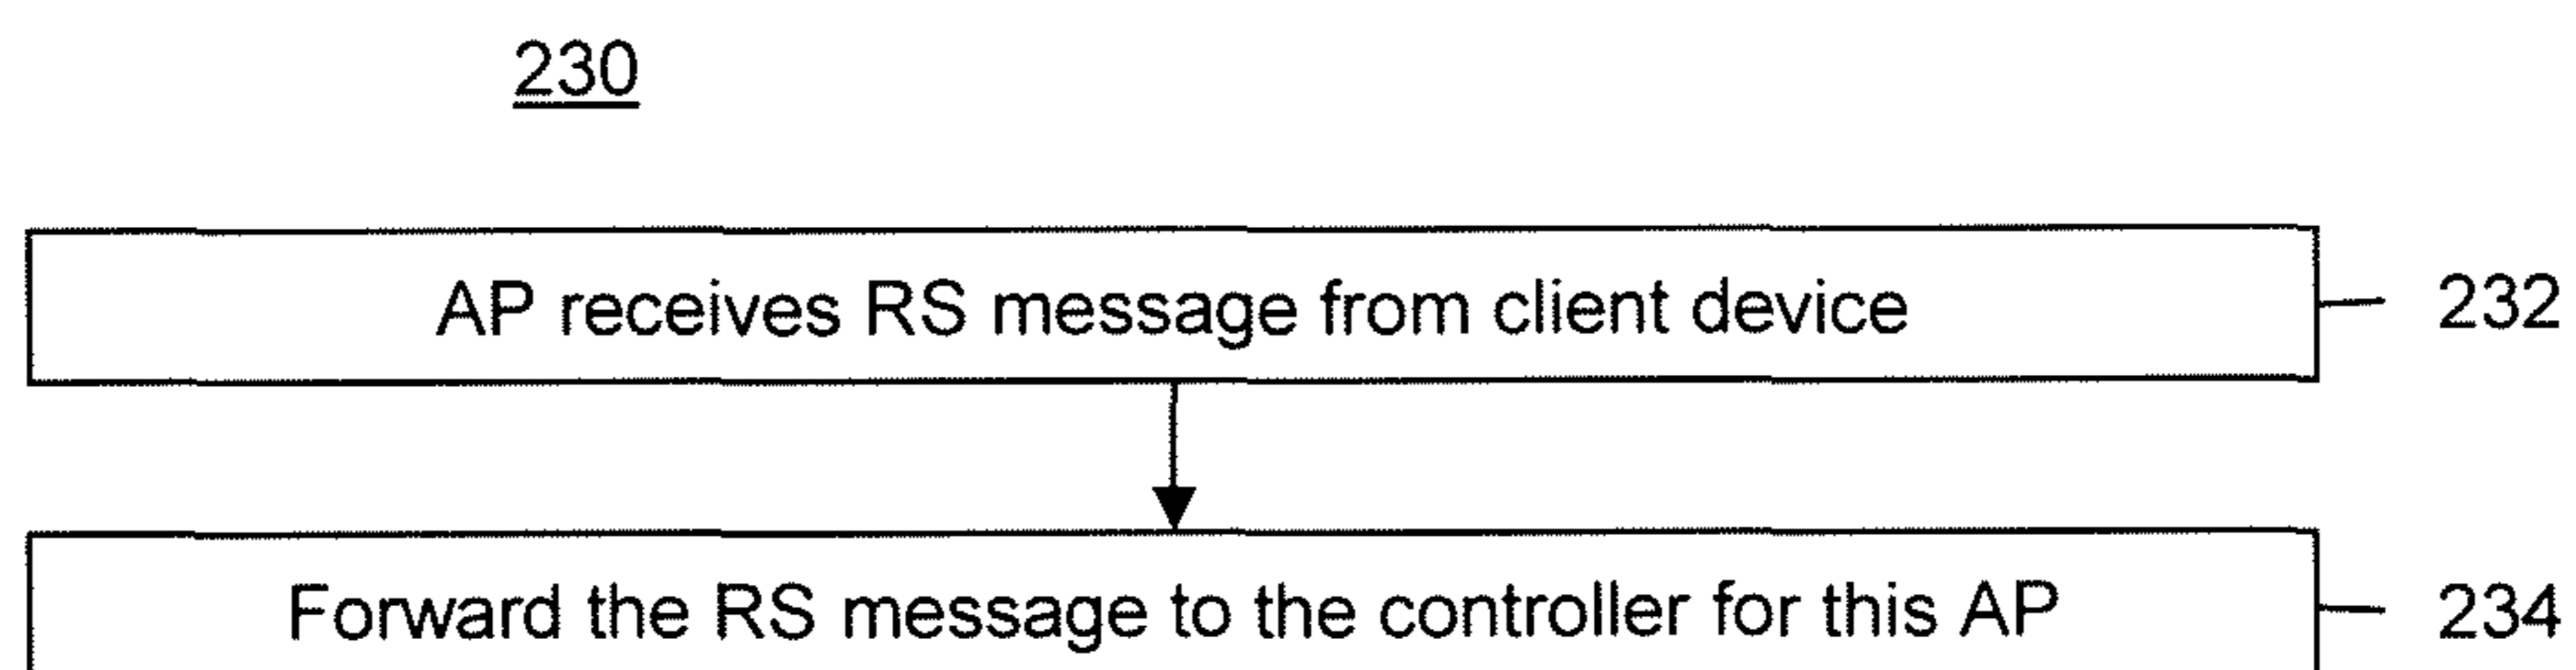 230
AP receives RS message from client device
232
Forward the RS message to the controller for this AP
234